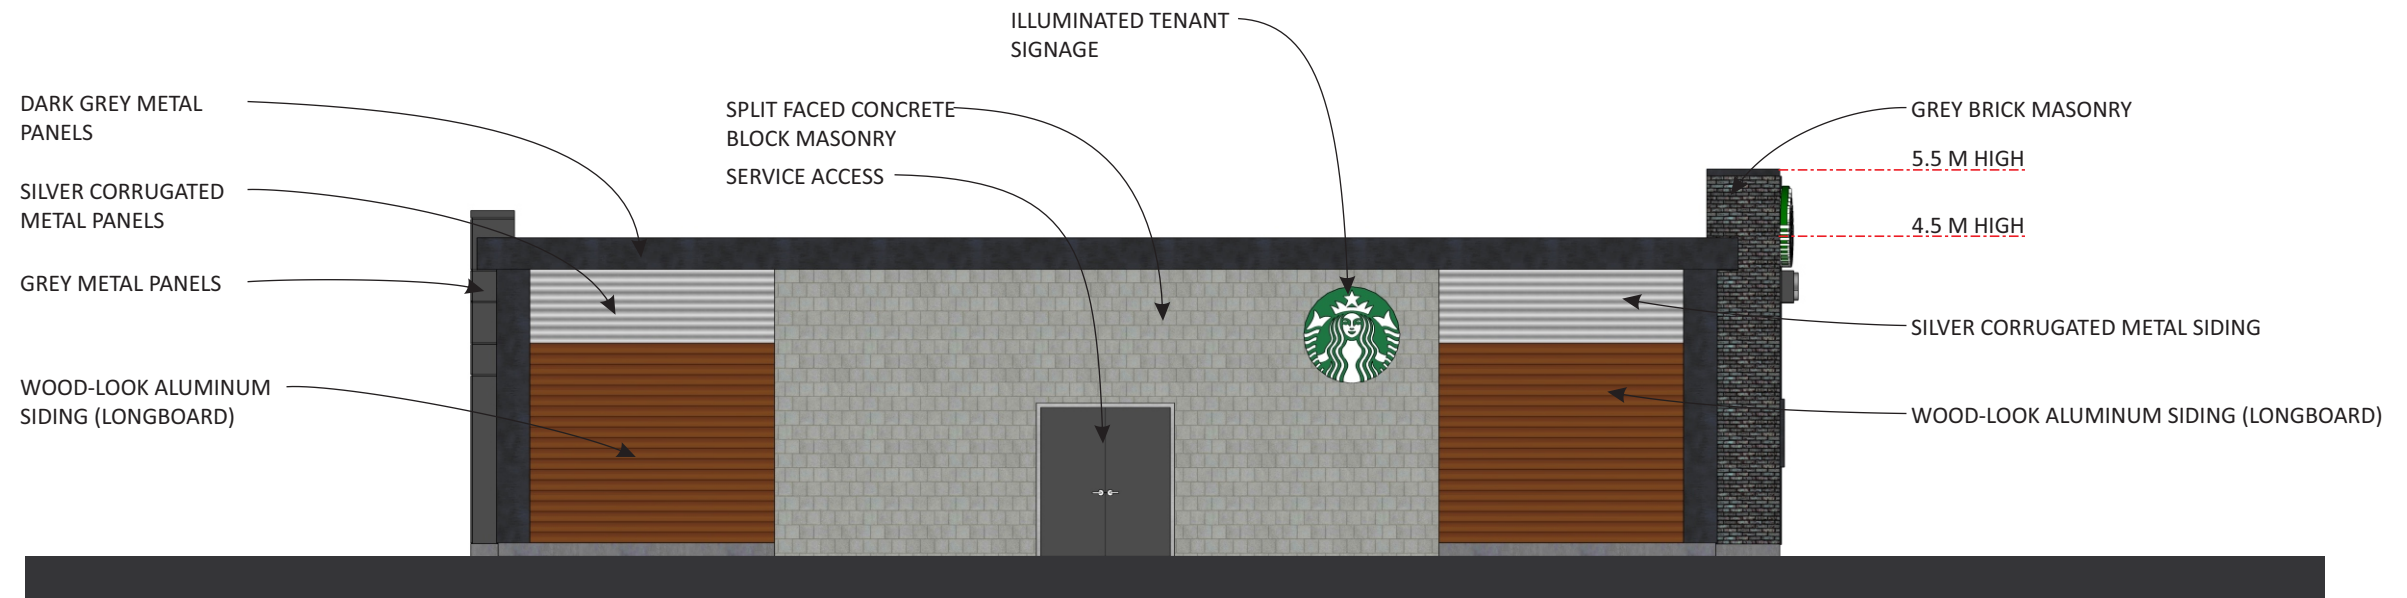 ILLUMINATED TENANT
SIGNAGE
DARK GREY METAL
PANELS
SPLIT FACED CONCRETE
BLOCK MASONRY
GREY BRICK MASONRY
5.5 M HIGH
SERVICE ACCESS
SILVER CORRUGATED
METAL PANELS
4.5 M HIGH
GREY METAL PANELS
SILVER CORRUGATED METAL SIDING
WOOD-LOOK ALUMINUM
SIDING (LONGBOARD)
WOOD-LOOK ALUMINUM SIDING (LONGBOARD)